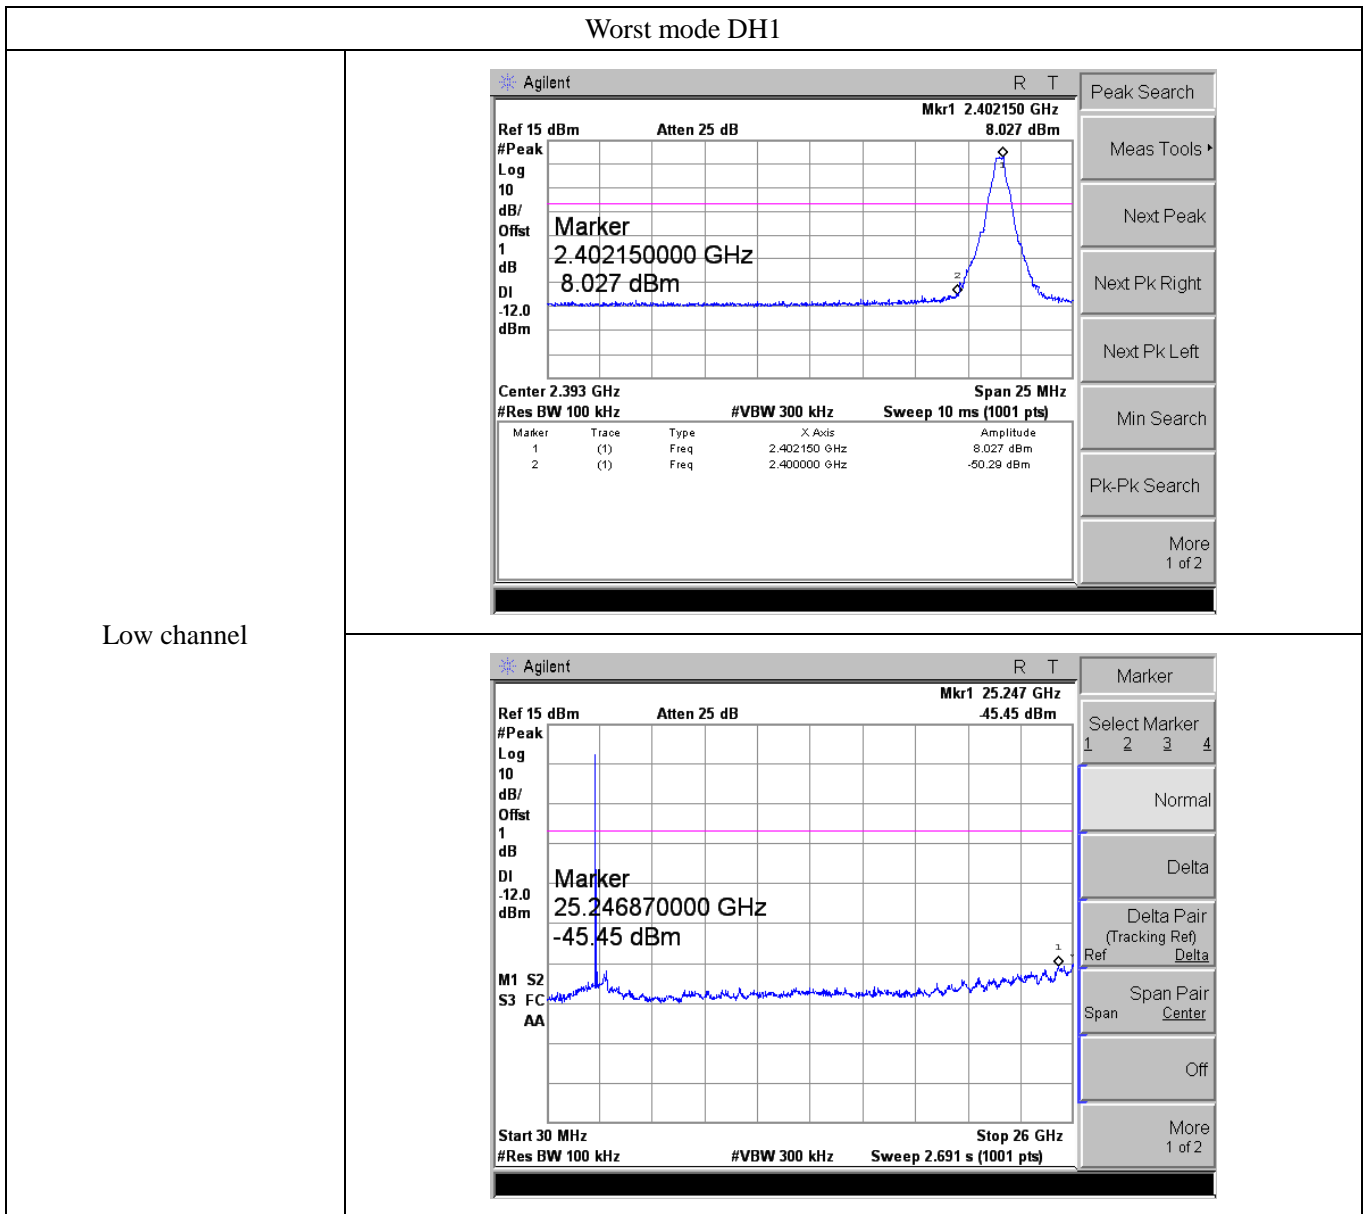 Worst mode DH1
Low channel
Agilent R T
Mkr1 2.402150 GHz
Ref 15 dBm Atten 25 dB 8.027 dBm
#Peak
Log
10
dB/
Offst
1
dB
DI
-12.0
dBm
Marker
2.402150000 GHz
8.027 dBm
1
2
Center 2.393 GHz Span 25 MHz
#Res BW 100 kHz #VBW 300 kHz Sweep 10 ms (1001 pts)
Marker Trace Type X Axis Amplitude
1 (1) Freq 2.402150 GHz 8.027 dBm
2 (1) Freq 2.400000 GHz -50.29 dBm
Peak Search
Meas Tools
Next Peak
Next Pk Right
Next Pk Left
Min Search
Pk-Pk Search
More
1 of 2
Agilent R T
Mkr1 25.247 GHz
Ref 15 dBm Atten 25 dB -45.45 dBm
#Peak
Log
10
dB/
Offst
1
dB
DI
-12.0
dBm
M1 S2
S3 FC
AA
Marker
25.246870000 GHz
-45.45 dBm
1
Start 30 MHz Stop 26 GHz
#Res BW 100 kHz #VBW 300 kHz Sweep 2.691 s (1001 pts)
Marker
Select Marker
1 2 3 4
Normal
Delta
Delta Pair
(Tracking Ref)
Ref Delta
Span Pair
Span Center
Off
More
1 of 2